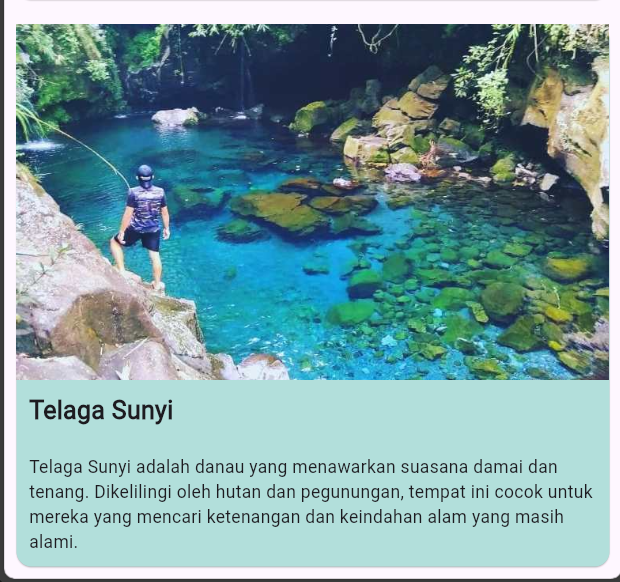 Telaga Sunyi
Telaga Sunyi adalah danau yang menawarkan suasana damai dan
tenang. Dikelilingi oleh hutan dan pegunungan, tempat ini cocok untuk
mereka yang mencari ketenangan dan keindahan alam yang masih
alami.